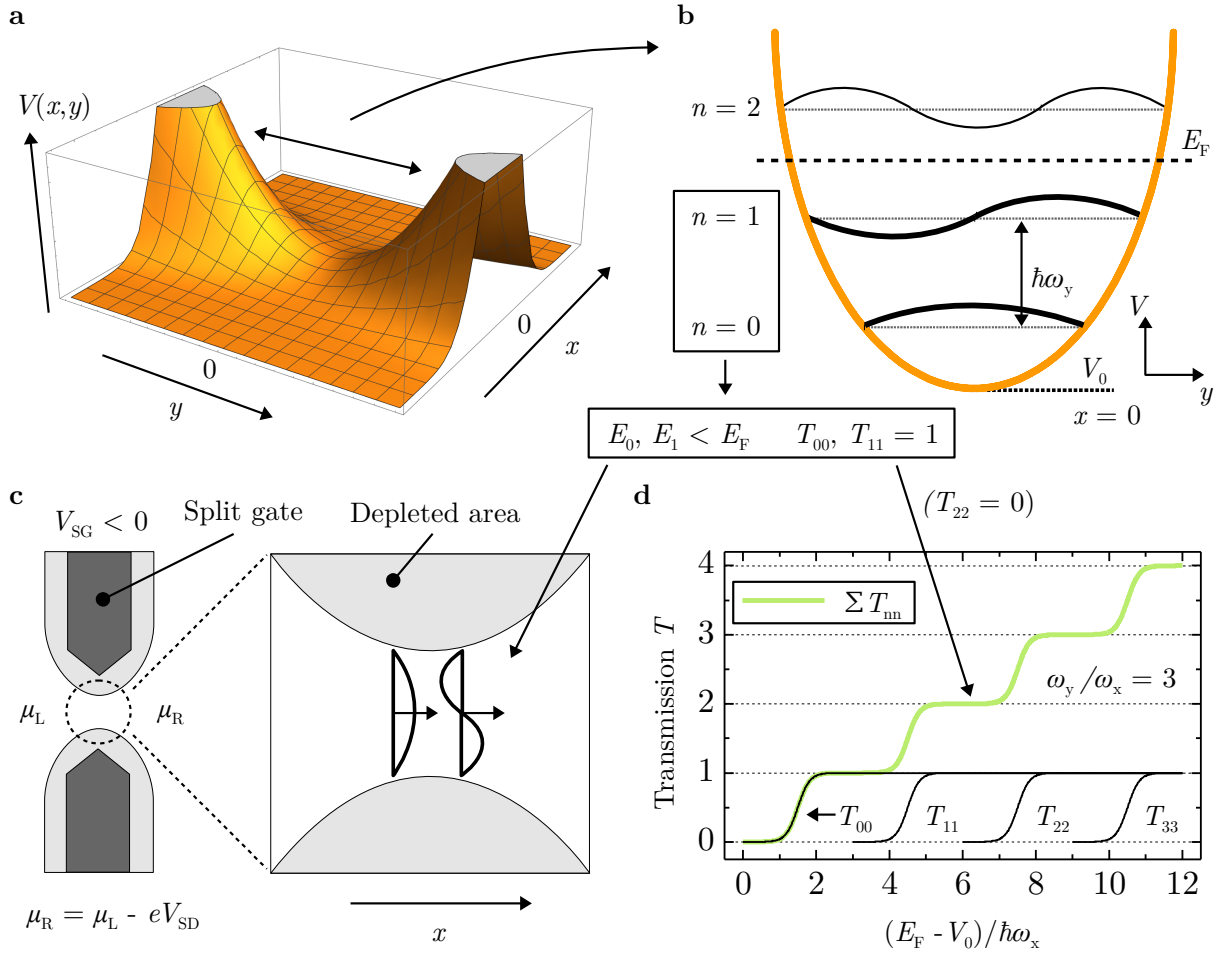 a
V(x,y)
0
y
0
x
b
n = 2
E_F
n = 1
ħω_y
n = 0
V
V_0
y
x = 0
E_0, E_1 < E_F T_00, T_11 = 1
c
V_SG < 0
Split gate
Depleted area
μ_L
μ_R
μ_R = μ_L - eV_SD
x
d
(T_22 = 0)
Transmission T
4
3
2
1
0
Σ T_nn
ω_y/ω_x = 3
T_00
T_11
T_22
T_33
0 2 4 6 8 10 12
(E_F - V_0)/ħω_x